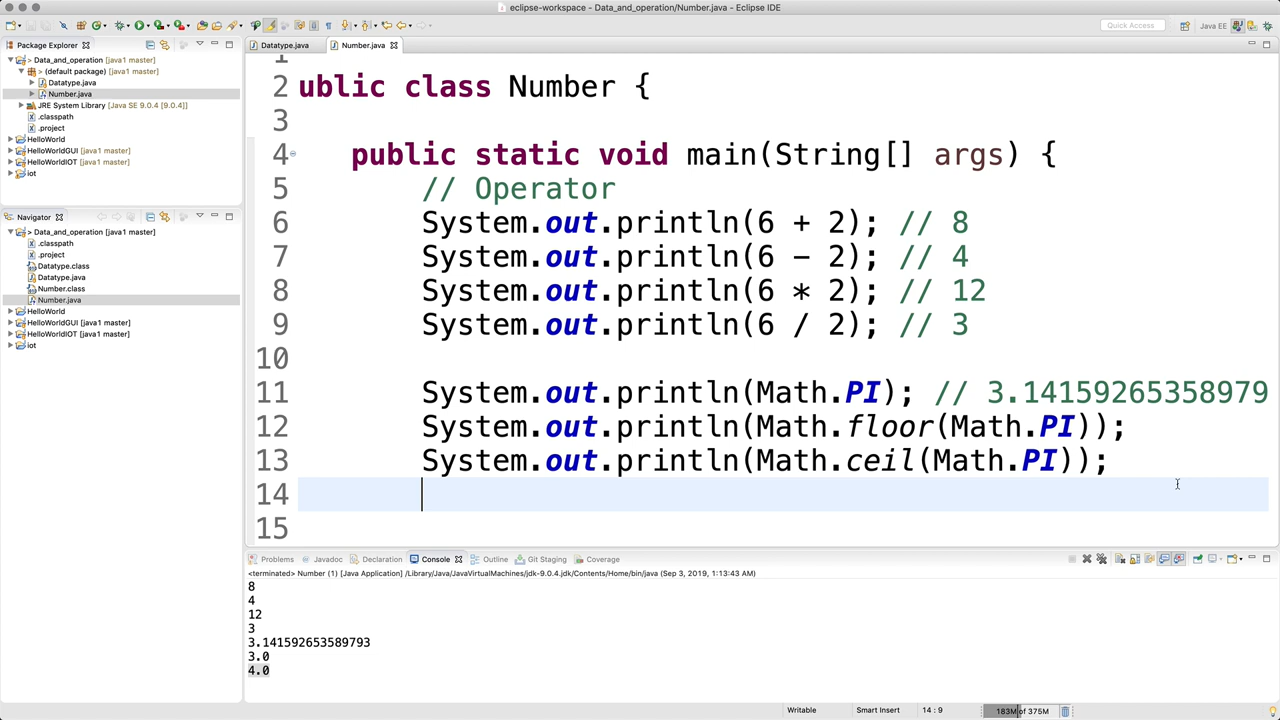 eclipse-workspace - Data_and_operation/Number.java - Eclipse IDE
Quick Access
Java EE
Package Explorer
> Data_and_operation [java1 master]
> (default package) [java1 master]
Datatype.java
Number.java
JRE System Library [Java SE 9.0.4 [9.0.4]]
.classpath
.project
HelloWorld
HelloWorldGUI [java1 master]
HelloWorldIOT [java1 master]
iot
Navigator
> Data_and_operation [java1 master]
.classpath
.project
Datatype.class
Datatype.java
Number.class
Number.java
HelloWorld
HelloWorldGUI [java1 master]
HelloWorldIOT [java1 master]
iot
Datatype.java
Number.java
1
2 ublic class Number {
3
4 public static void main(String[] args) {
5 // Operator
6 System.out.println(6 + 2); // 8
7 System.out.println(6 - 2); // 4
8 System.out.println(6 * 2); // 12
9 System.out.println(6 / 2); // 3
10
11 System.out.println(Math.PI); // 3.14159265358979
12 System.out.println(Math.floor(Math.PI));
13 System.out.println(Math.ceil(Math.PI));
14
15
Problems Javadoc Declaration Console Outline Git Staging Coverage
<terminated> Number (1) [Java Application] /Library/Java/JavaVirtualMachines/jdk-9.0.4.jdk/Contents/Home/bin/java (Sep 3, 2019, 1:13:43 AM)
8
4
12
3
3.141592653589793
3.0
4.0
Writable Smart Insert 14 : 9 183M of 375M